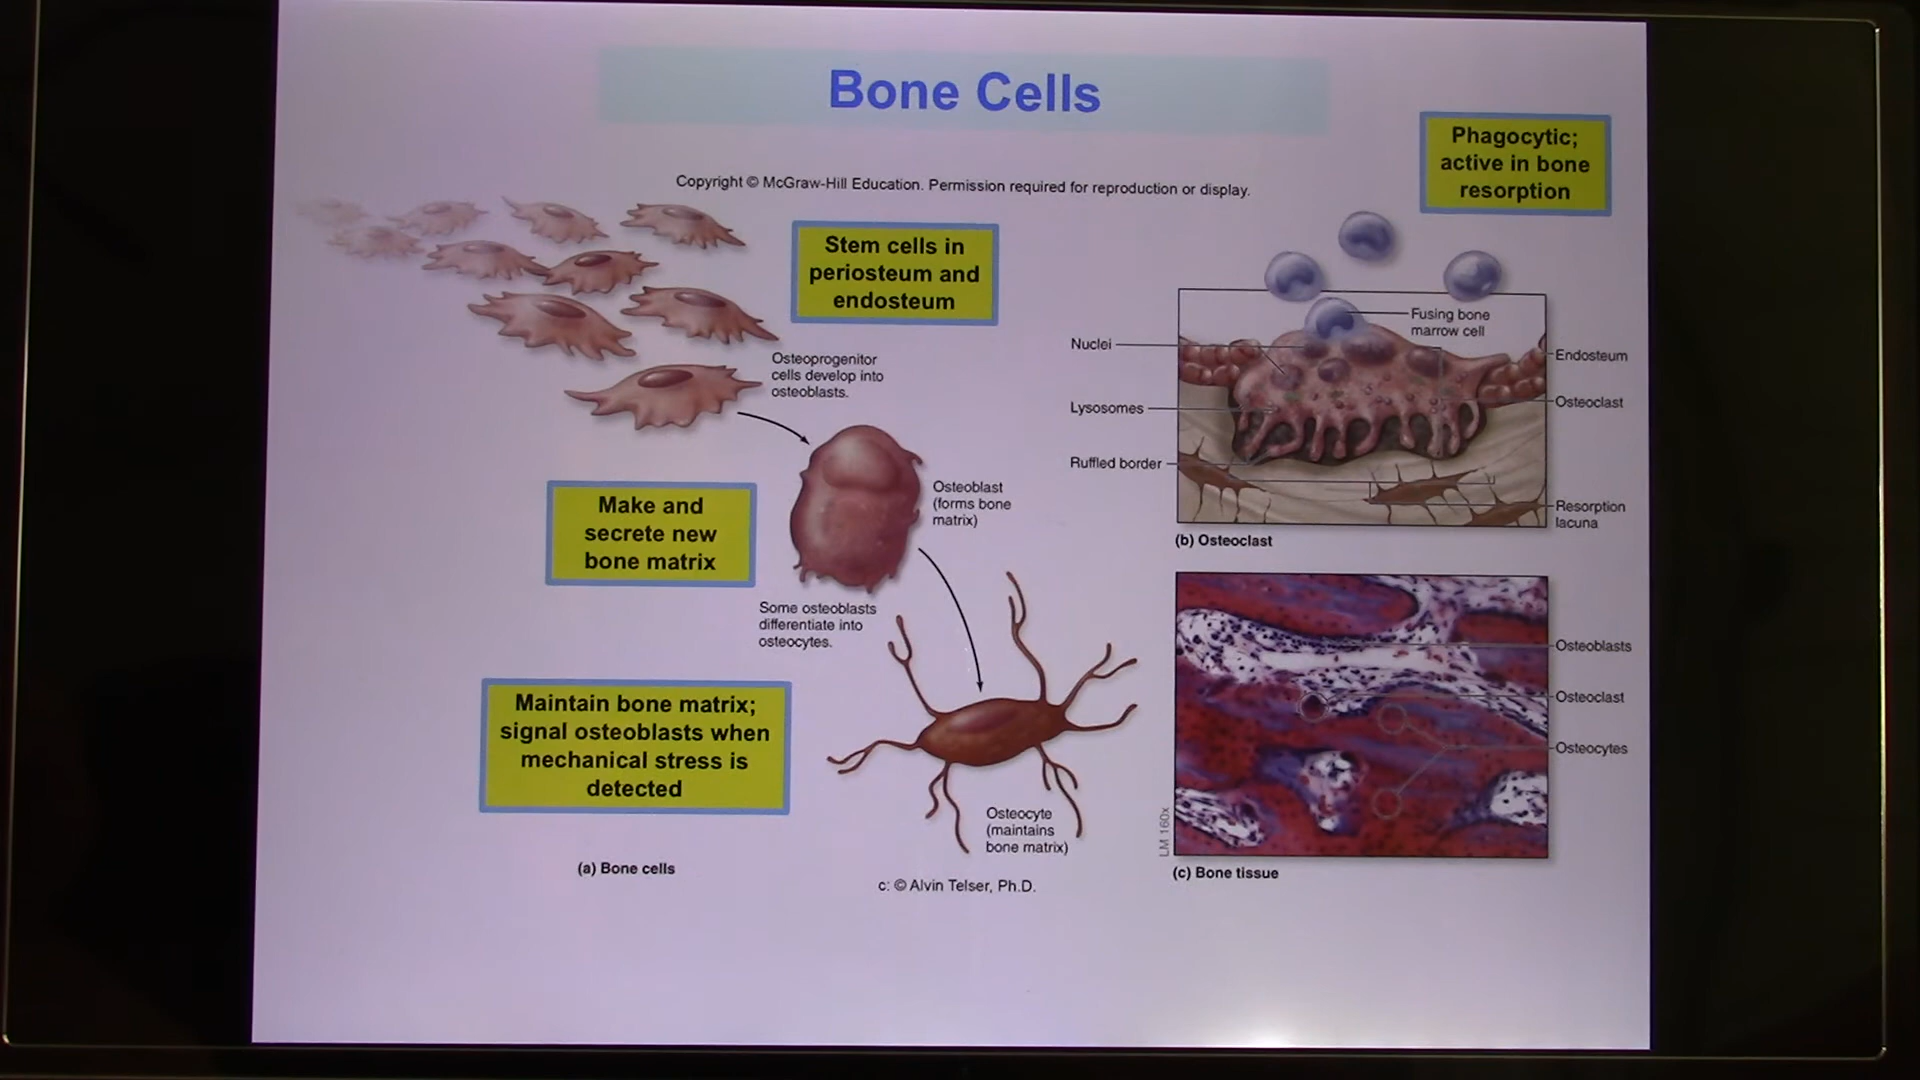 Bone Cells
Copyright © McGraw-Hill Education. Permission required for reproduction or display.
Phagocytic;
active in bone
resorption
Stem cells in
periosteum and
endosteum
Osteoprogenitor
cells develop into
osteoblasts.
Make and
secrete new
bone matrix
Osteoblast
(forms bone
matrix)
Some osteoblasts
differentiate into
osteocytes.
Maintain bone matrix;
signal osteoblasts when
mechanical stress is
detected
Osteocyte
(maintains
bone matrix)
(a) Bone cells
c: © Alvin Telser, Ph.D.
Fusing bone
marrow cell
Nuclei
Endosteum
Lysosomes
Osteoclast
Ruffled border
Resorption
lacuna
(b) Osteoclast
Osteoblasts
Osteoclast
Osteocytes
LM 160x
(c) Bone tissue